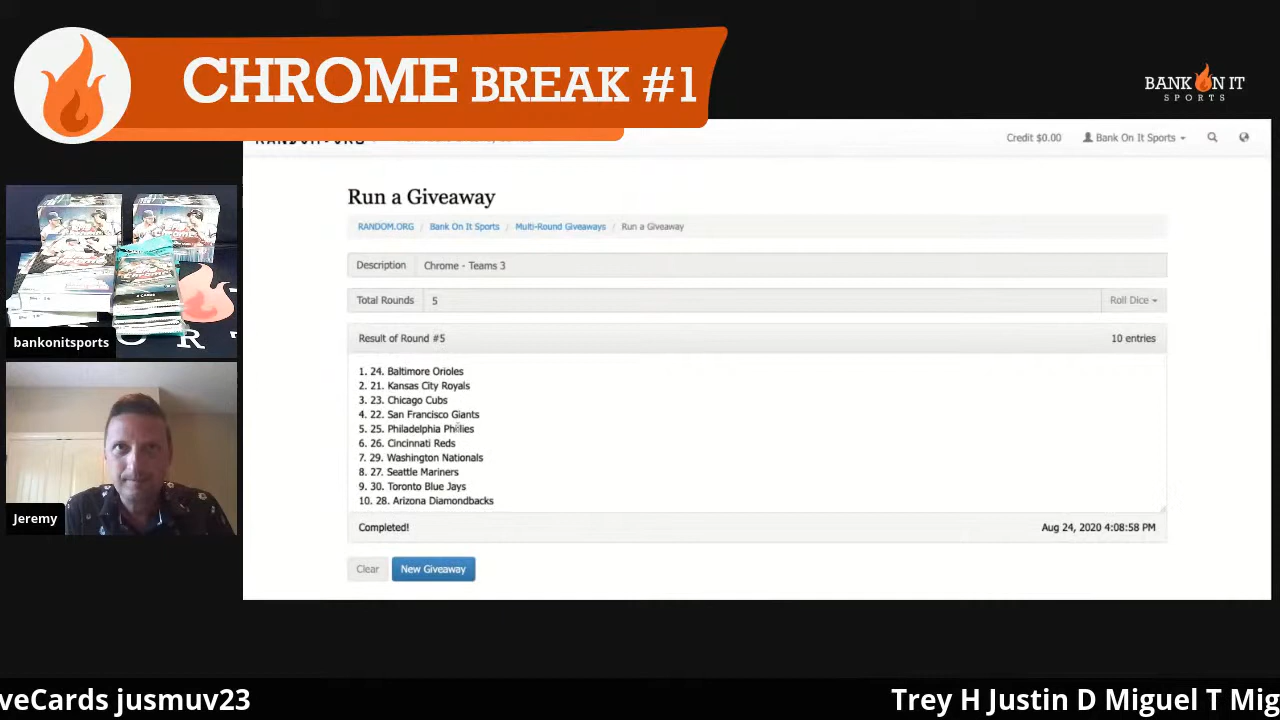 CHROME BREAK #1
BANK ON IT
SPORTS
Credit $0.00
Bank On It Sports
Run a Giveaway
RANDOM.ORG / Bank On It Sports / Multi-Round Giveaways / Run a Giveaway
Description Chrome - Teams 3
Total Rounds 5 Roll Dice
Result of Round #5 10 entries
1. 24. Baltimore Orioles
2. 21. Kansas City Royals
3. 23. Chicago Cubs
4. 22. San Francisco Giants
5. 25. Philadelphia Phillies
6. 26. Cincinnati Reds
7. 29. Washington Nationals
8. 27. Seattle Mariners
9. 30. Toronto Blue Jays
10. 28. Arizona Diamondbacks
Completed! Aug 24, 2020 4:08:58 PM
Clear New Giveaway
bankonitsports
Jeremy
veCards jusmuv23 Trey H Justin D Miguel T Mig